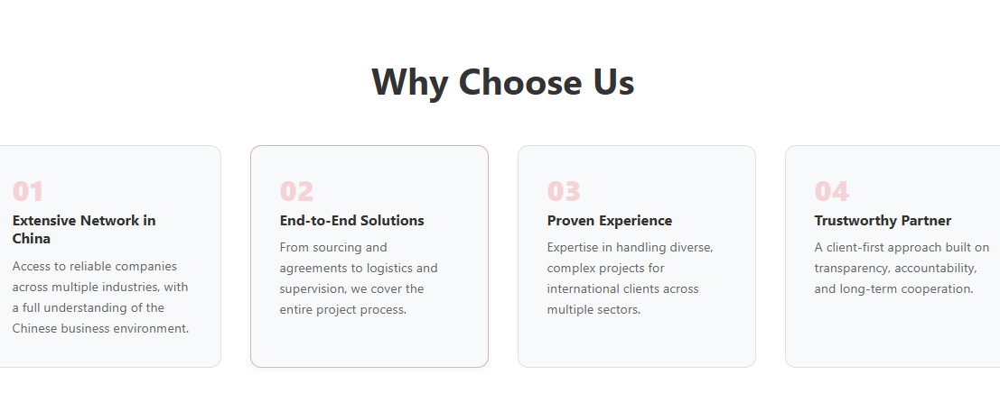 Why Choose Us
01
Extensive Network in
China
Access to reliable companies
across multiple industries, with
a full understanding of the
Chinese business environment.
02
End-to-End Solutions
From sourcing and
agreements to logistics and
supervision, we cover the
entire project process.
03
Proven Experience
Expertise in handling diverse,
complex projects for
international clients across
multiple sectors.
04
Trustworthy Partner
A client-first approach built on
transparency, accountability,
and long-term cooperation.